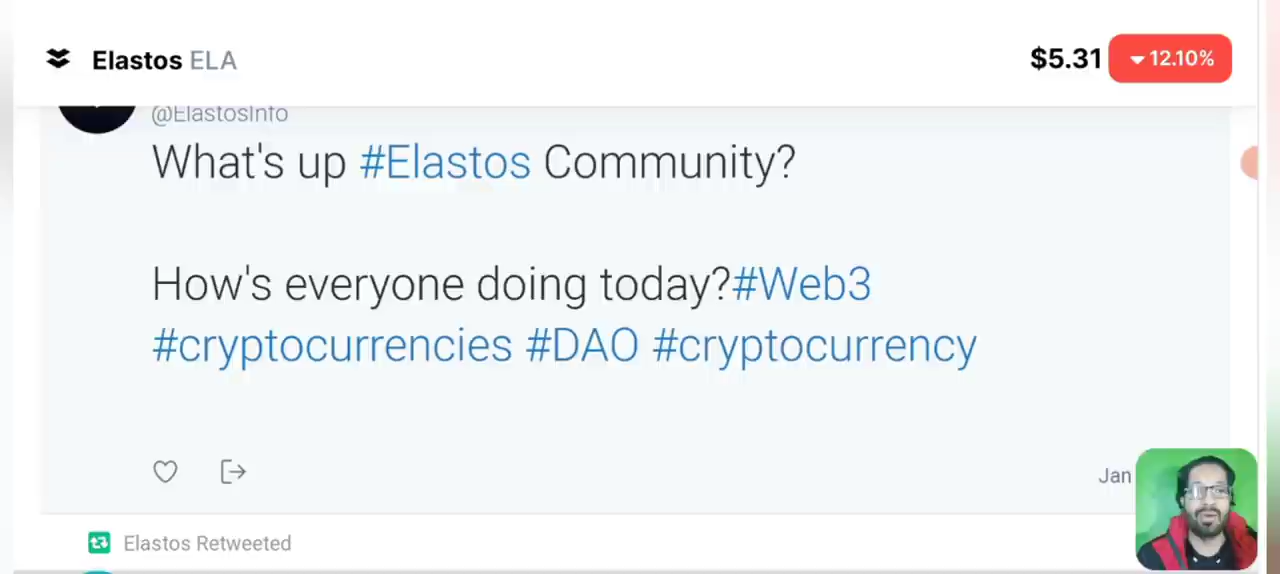 Elastos ELA
$5.31
12.10%
@ElastosInfo
What's up #Elastos Community?
How's everyone doing today?#Web3
#cryptocurrencies #DAO #cryptocurrency
Jan
Elastos Retweeted